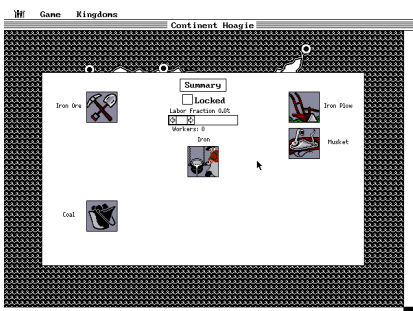 Game Kingdoms
Continent Hoagie
Summary
Locked
Labor Fraction 0.0%
Workers: 0
Iron
Iron Ore
Iron Plow
Musket
Coal